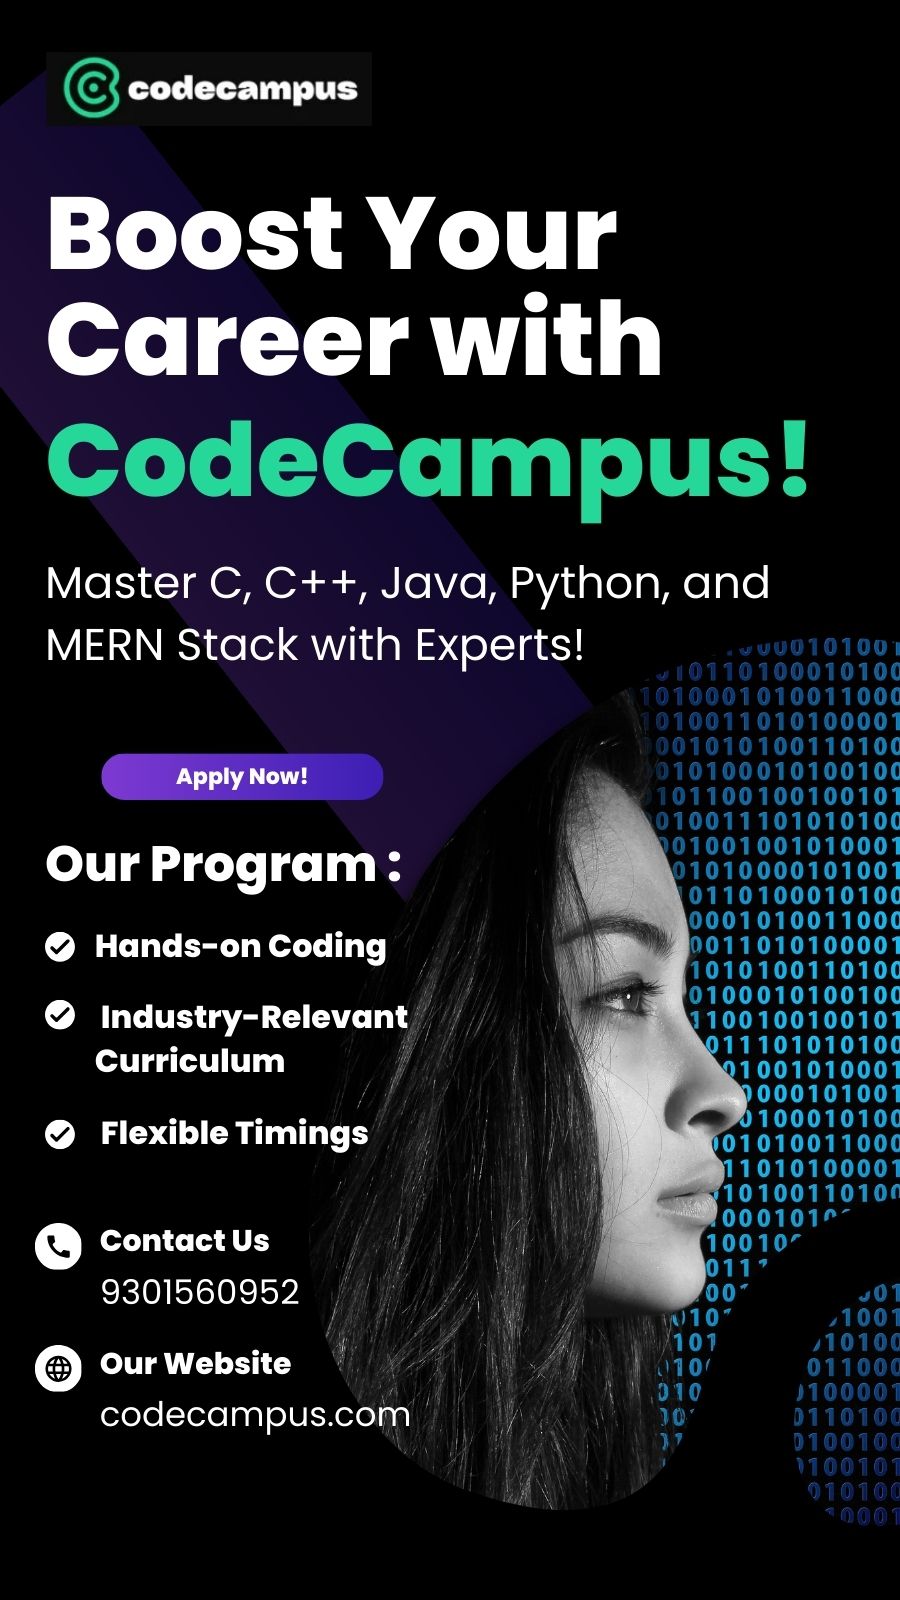 codecampus
Boost Your
Career with
CodeCampus!
Master C, C++, Java, Python, and
MERN Stack with Experts!
Apply Now!
Our Program :
Hands-on Coding
Industry-Relevant
Curriculum
Flexible Timings
Contact Us
9301560952
Our Website
codecampus.com